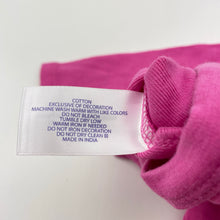 COTTON
EXCLUSIVE OF DECORATION
MACHINE WASH WARM WITH LIKE COLORS
DO NOT BLEACH
TUMBLE DRY LOW
WARM IRON IF NEEDED
DO NOT IRON DECORATION
DO NOT DRY CLEAN
MADE IN INDIA